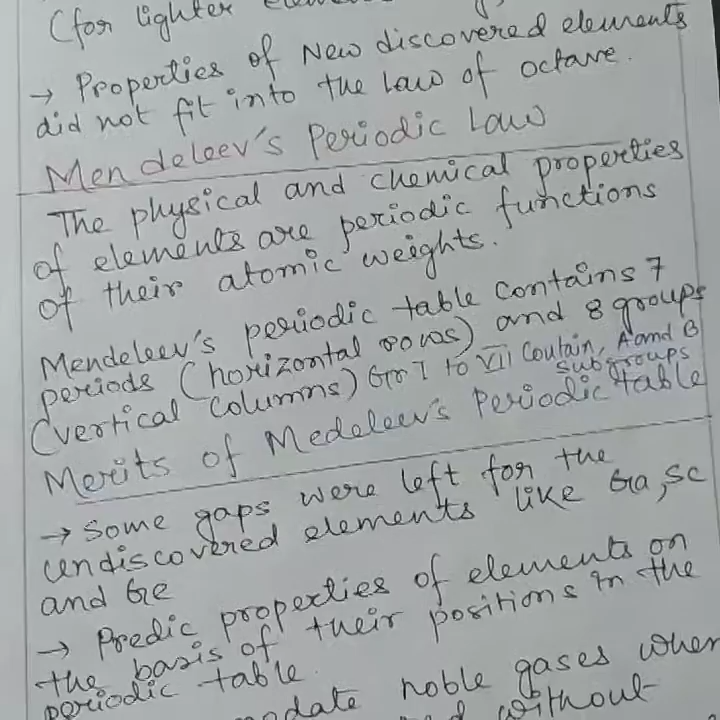 (for lighter
→ Properties of New discovered elements
did not fit into the Law of octave.
Mendeleev's Periodic Law
The physical and chemical properties
of elements are periodic functions
of their atomic weights.
Mendeleev's periodic table contains 7
periods (horizontal rows) and 8 groups
(vertical columns) Gr I to VII Contain, A and B
subgroups
Merits of Medeleev's Periodic table
→ Some gaps were left for the
undiscovered elements like Ga, Sc
and Ge
→ Predic properties of elements on
the basis of their positions in the
periodic table.
noble gases when
without